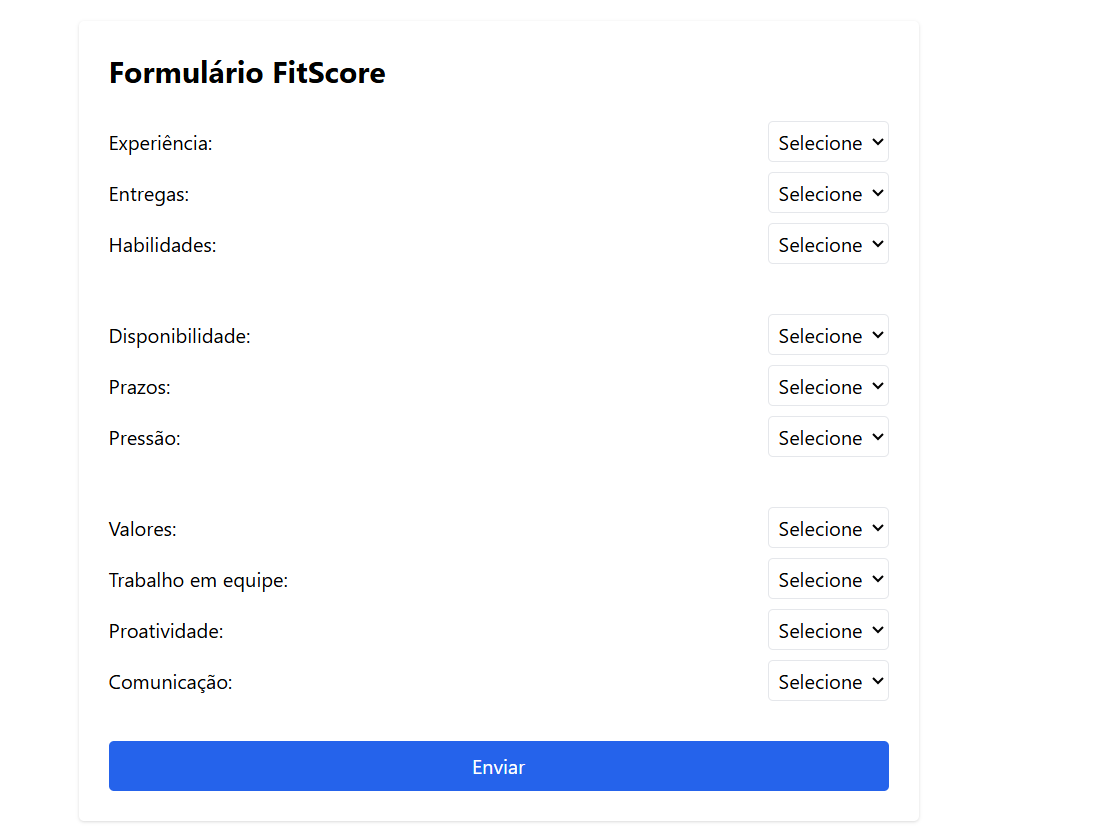 Formulário FitScore
Experiência: Selecione
Entregas: Selecione
Habilidades: Selecione
Disponibilidade: Selecione
Prazos: Selecione
Pressão: Selecione
Valores: Selecione
Trabalho em equipe: Selecione
Proatividade: Selecione
Comunicação: Selecione
Enviar